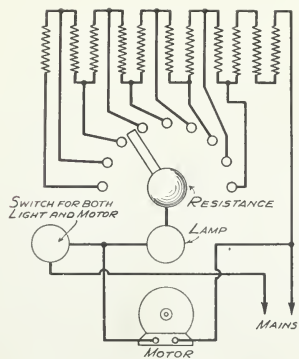 SWITCH FOR BOTH
LIGHT AND MOTOR
RESISTANCE
LAMP
MAINS
MOTOR